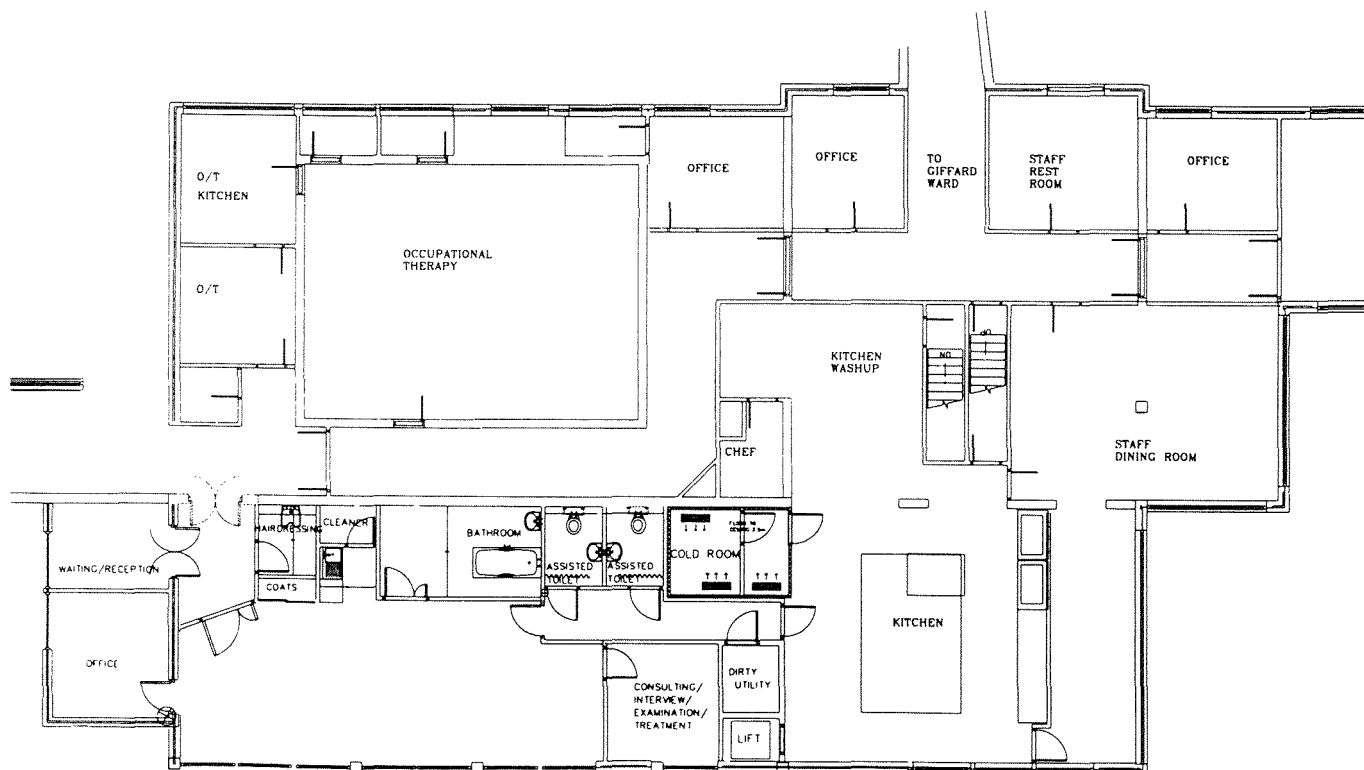 OFFICE
OFFICE
TO
GIFFARD
WARD
STAFF
REST
ROOM
OFFICE
O/T
KITCHEN
OCCUPATIONAL
THERAPY
O/T
KITCHEN
WASHUP
DN
UP
CHEF
STAFF
DINING ROOM
HAIRDRESSING
CLEANER
BATHROOM
COLD ROOM
WAITING/RECEPTION
COATS
ASSISTED
TOILET
ASSISTED
TOILET
KITCHEN
OFFICE
CONSULTING/
INTERVIEW/
EXAMINATION/
TREATMENT
DIRTY
UTILITY
LIFT